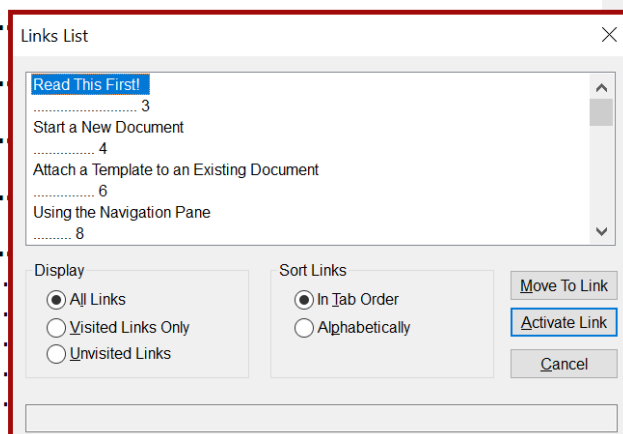 Links List
Read This First!
........................... 3
Start a New Document
................ 4
Attach a Template to an Existing Document
................ 6
Using the Navigation Pane
.......... 8
Display
All Links
Visited Links Only
Unvisited Links
Sort Links
In Tab Order
Alphabetically
Move To Link
Activate Link
Cancel